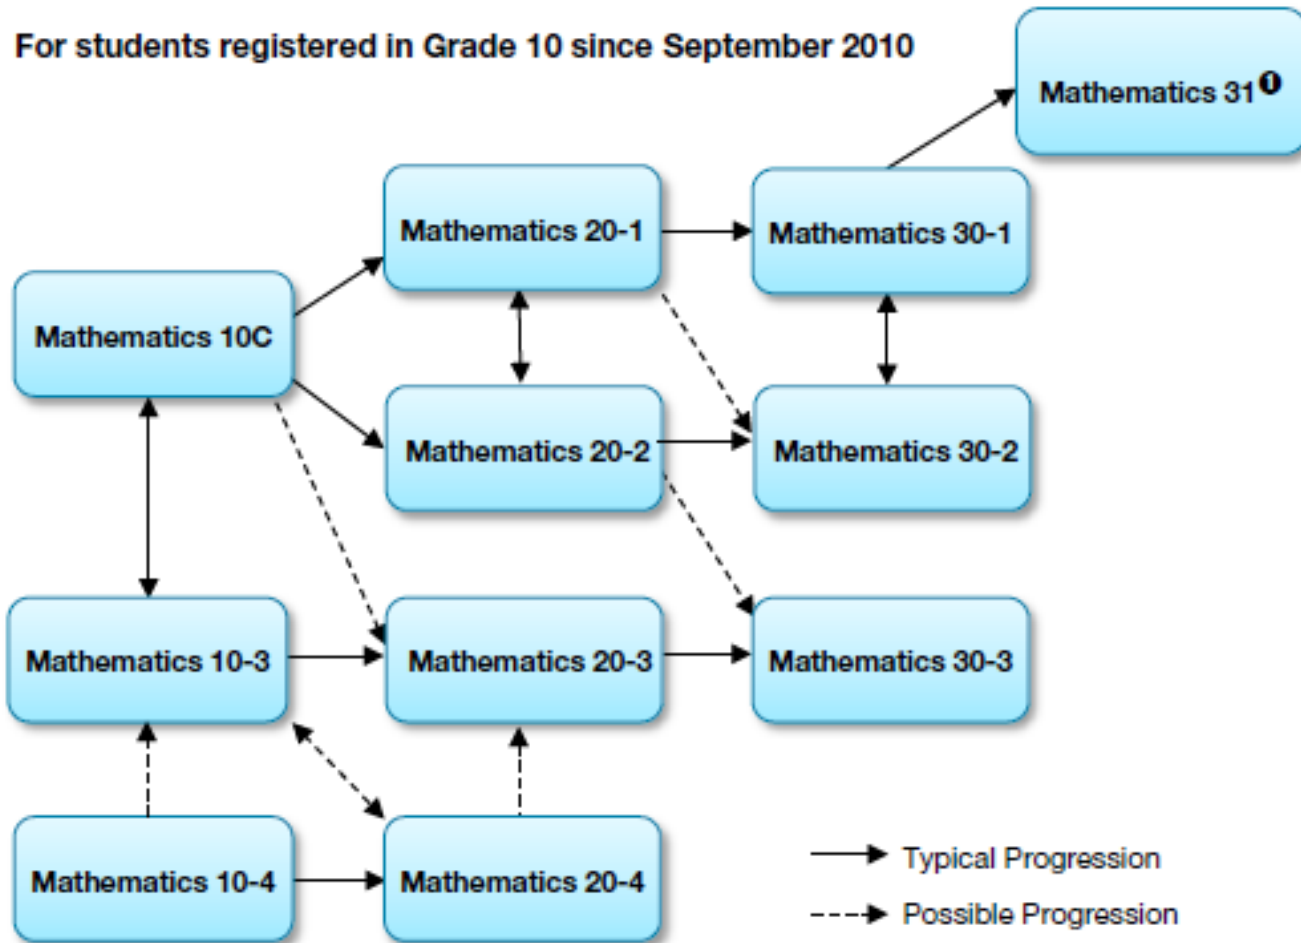 For students registered in Grade 10 since September 2010
Mathematics 31❶
Mathematics 20-1
Mathematics 30-1
Mathematics 10C
Mathematics 20-2
Mathematics 30-2
Mathematics 10-3
Mathematics 20-3
Mathematics 30-3
Mathematics 10-4
Mathematics 20-4
Typical Progression
Possible Progression